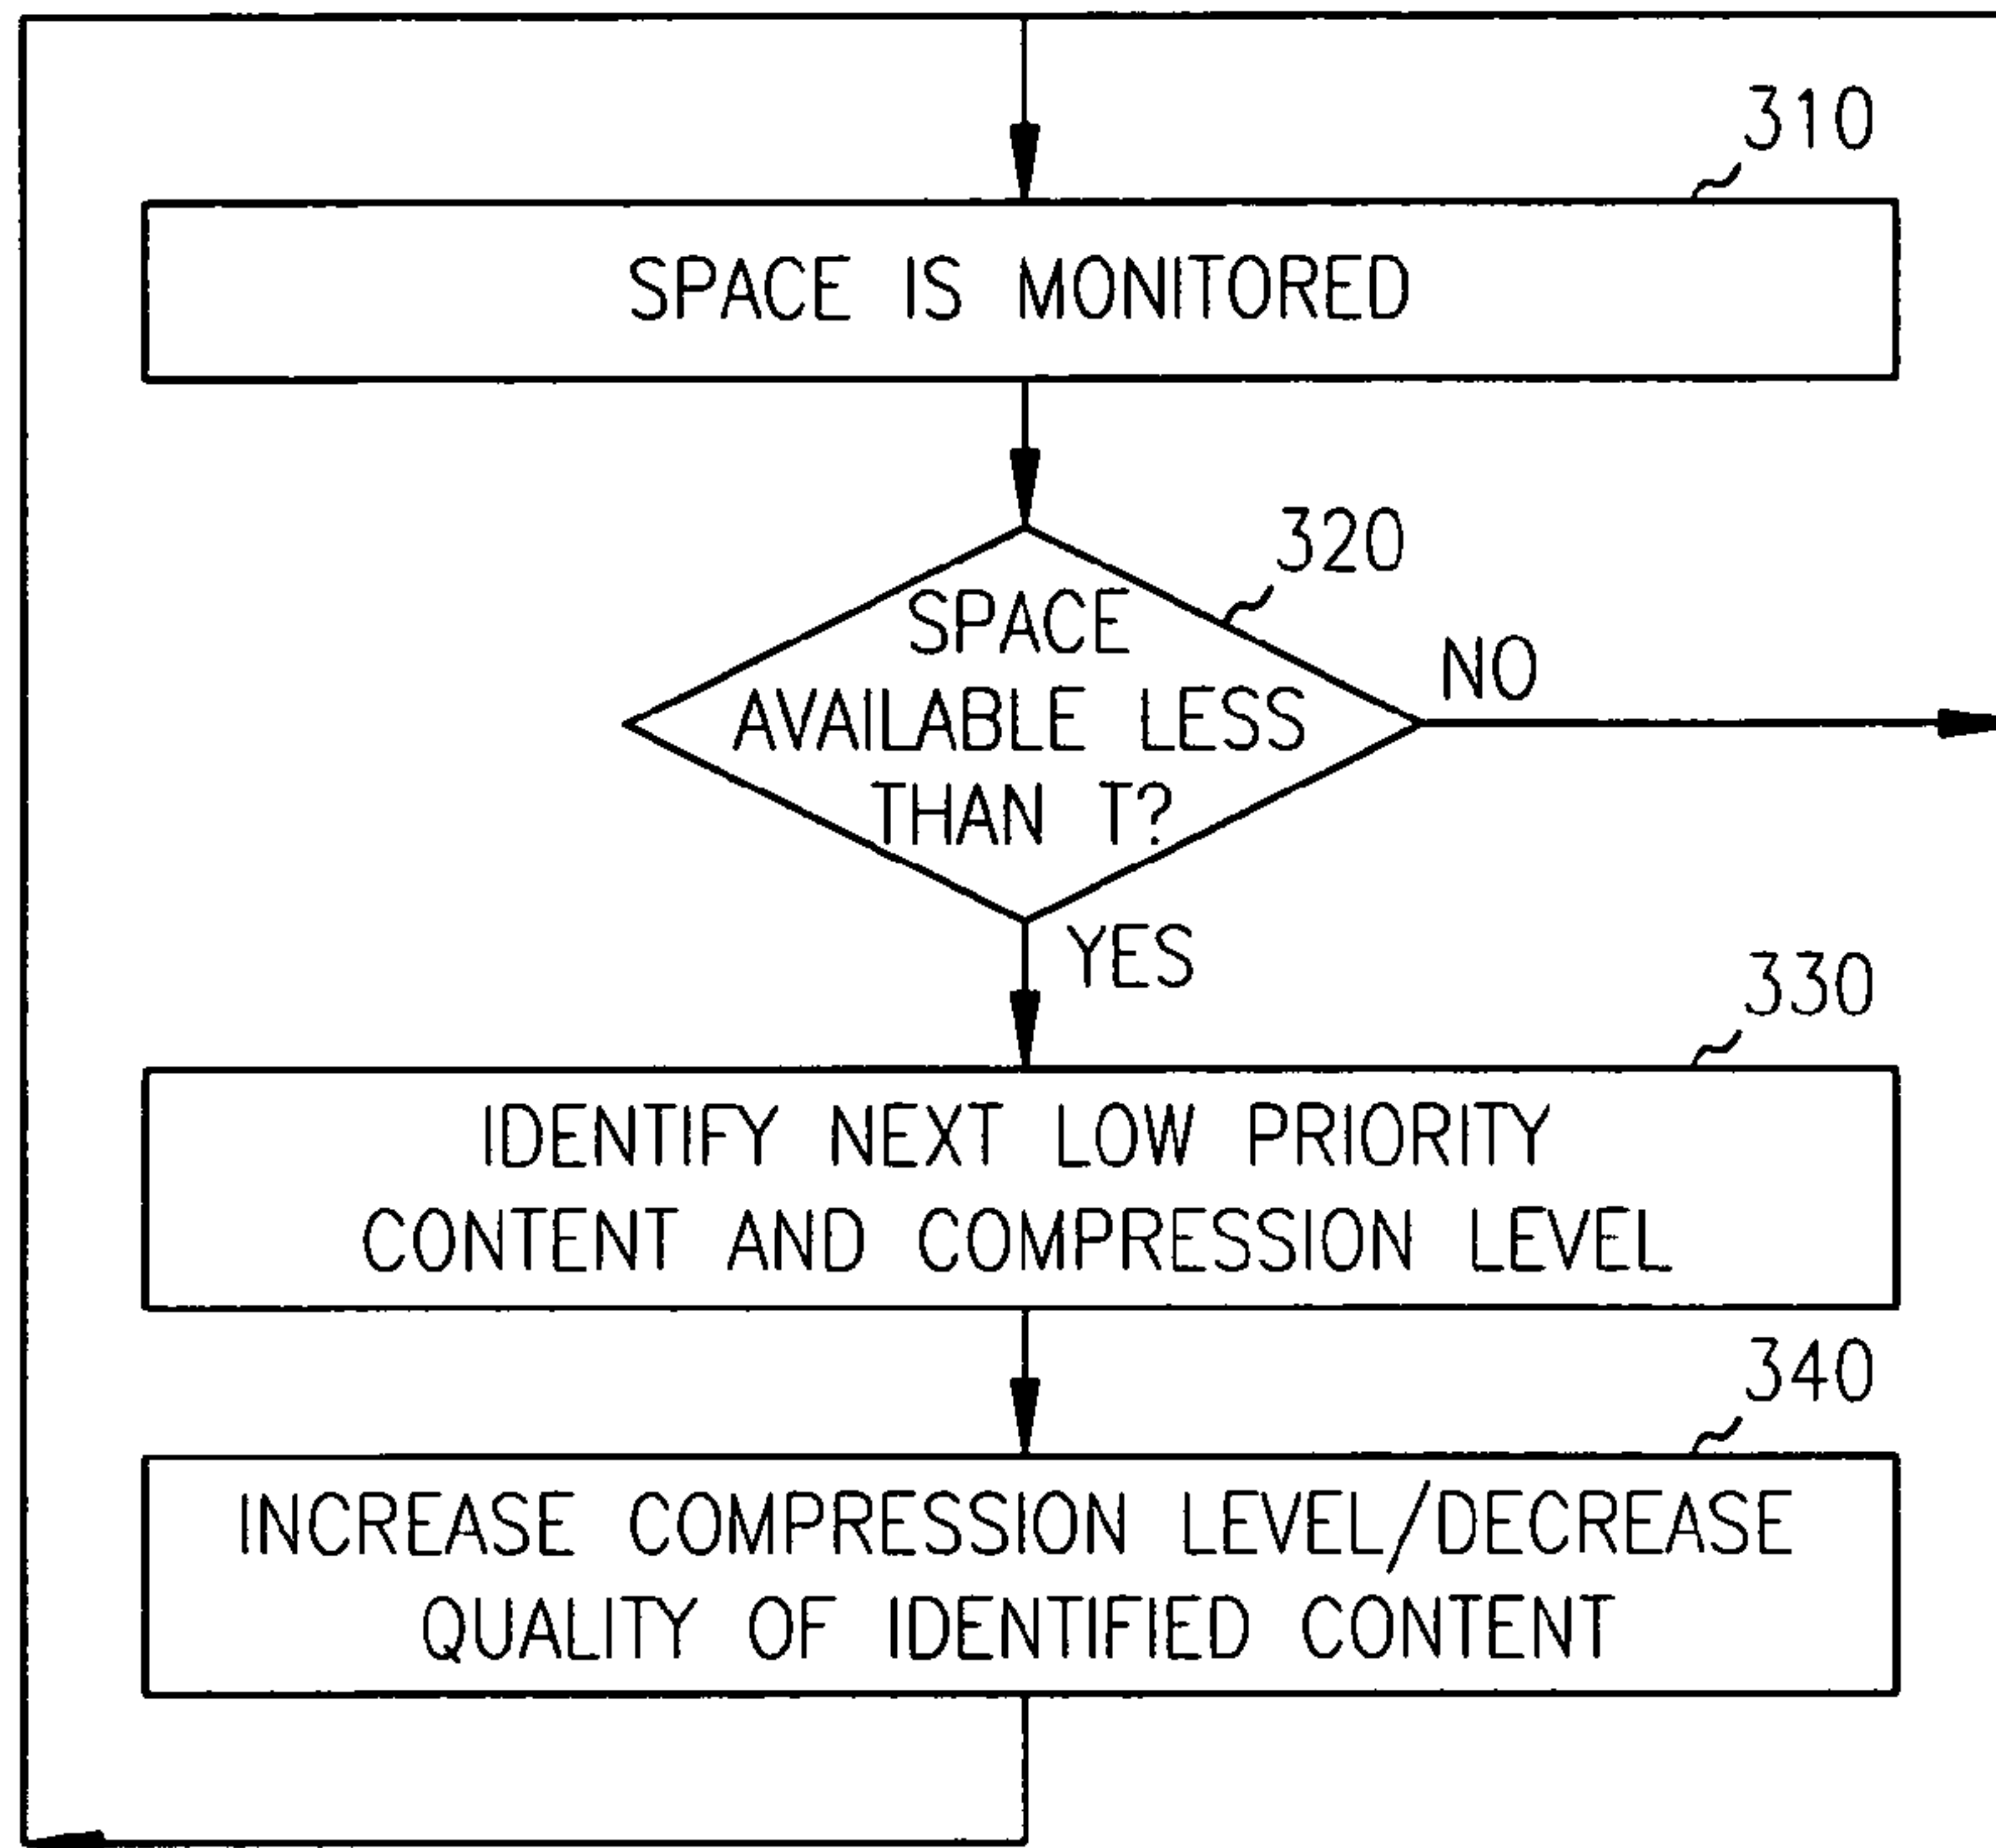 310
SPACE IS MONITORED
320
SPACE
AVAILABLE LESS
THAN T?
NO
YES
330
IDENTIFY NEXT LOW PRIORITY
CONTENT AND COMPRESSION LEVEL
340
INCREASE COMPRESSION LEVEL/DECREASE
QUALITY OF IDENTIFIED CONTENT